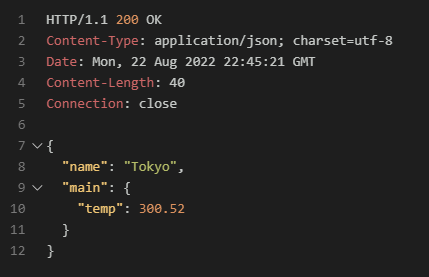 1 HTTP/1.1 200 OK
2 Content-Type: application/json; charset=utf-8
3 Date: Mon, 22 Aug 2022 22:45:21 GMT
4 Content-Length: 40
5 Connection: close
6
7 {
8 "name": "Tokyo",
9 "main": {
10 "temp": 300.52
11 }
12 }